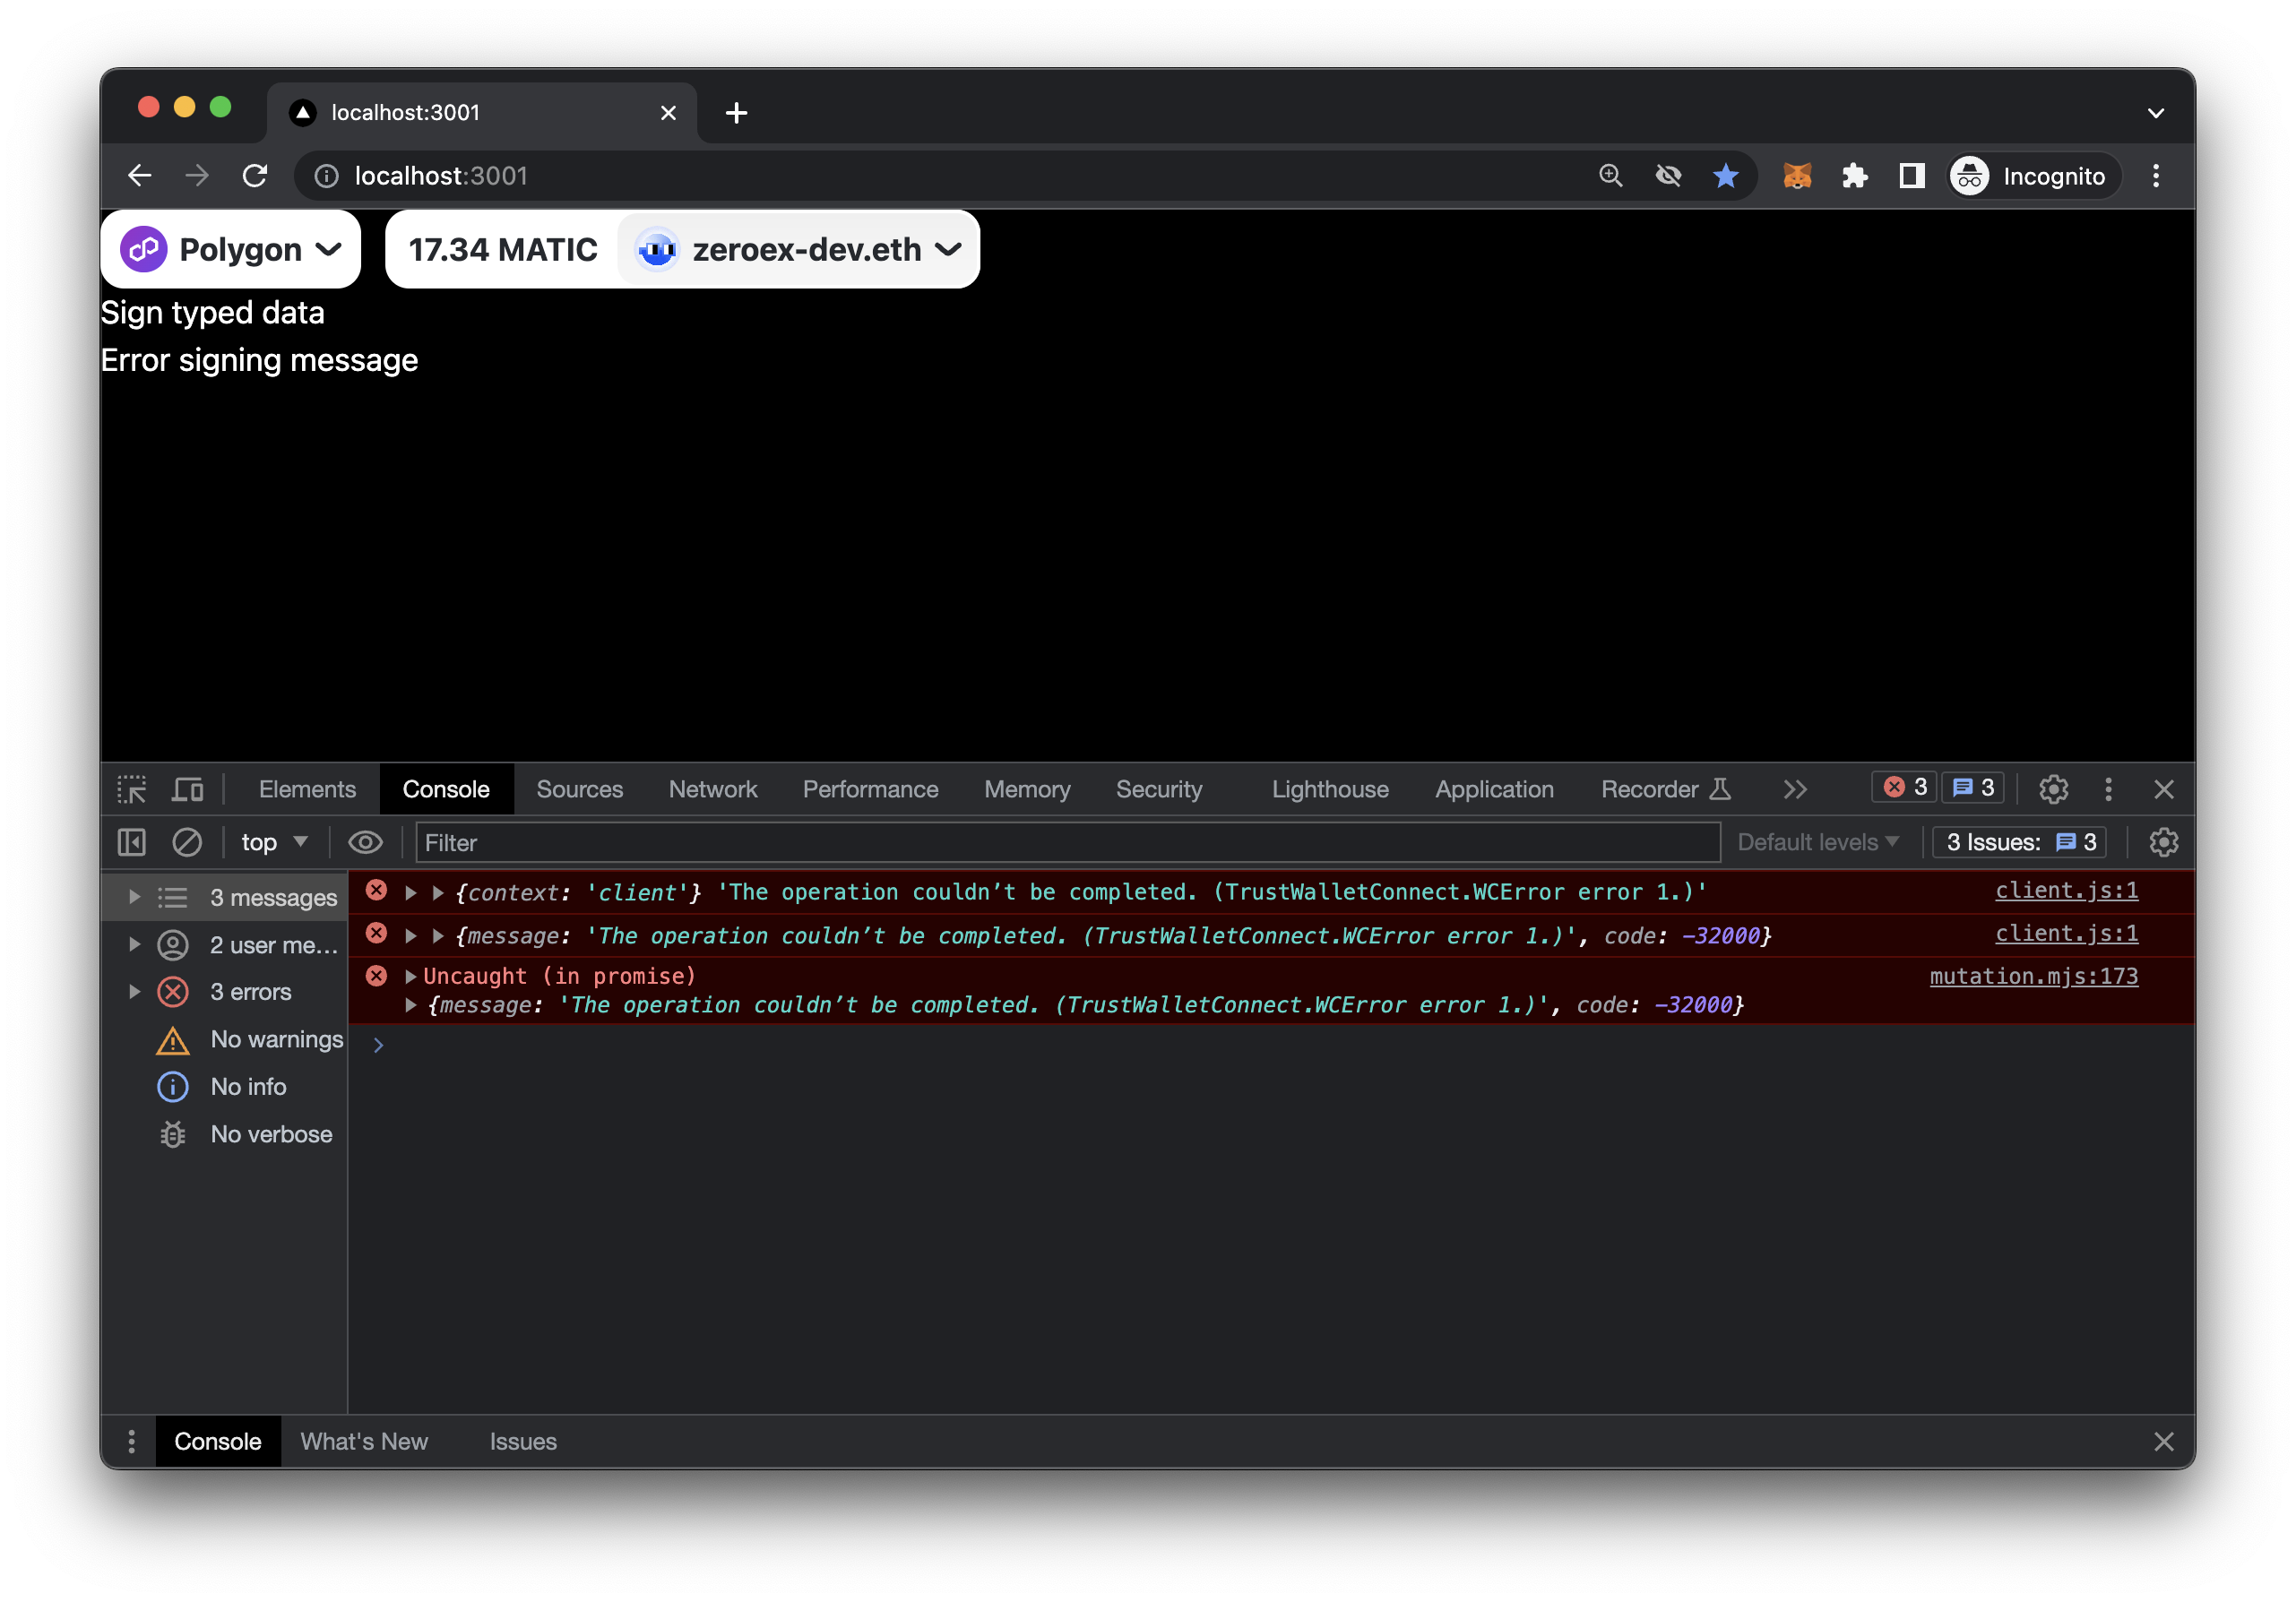 localhost:3001
localhost:3001
Incognito
Polygon
17.34 MATIC
zeroex-dev.eth
Sign typed data
Error signing message
Elements
Console
Sources
Network
Performance
Memory
Security
Lighthouse
Application
Recorder
3
3
top
Filter
Default levels
3 Issues:
3
3 messages
2 user me…
3 errors
No warnings
No info
No verbose
{context: 'client'} 'The operation couldn’t be completed. (TrustWalletConnect.WCError error 1.)'
client.js:1
{message: 'The operation couldn’t be completed. (TrustWalletConnect.WCError error 1.)', code: -32000}
client.js:1
Uncaught (in promise)
mutation.mjs:173
{message: 'The operation couldn’t be completed. (TrustWalletConnect.WCError error 1.)', code: -32000}
Console
What's New
Issues